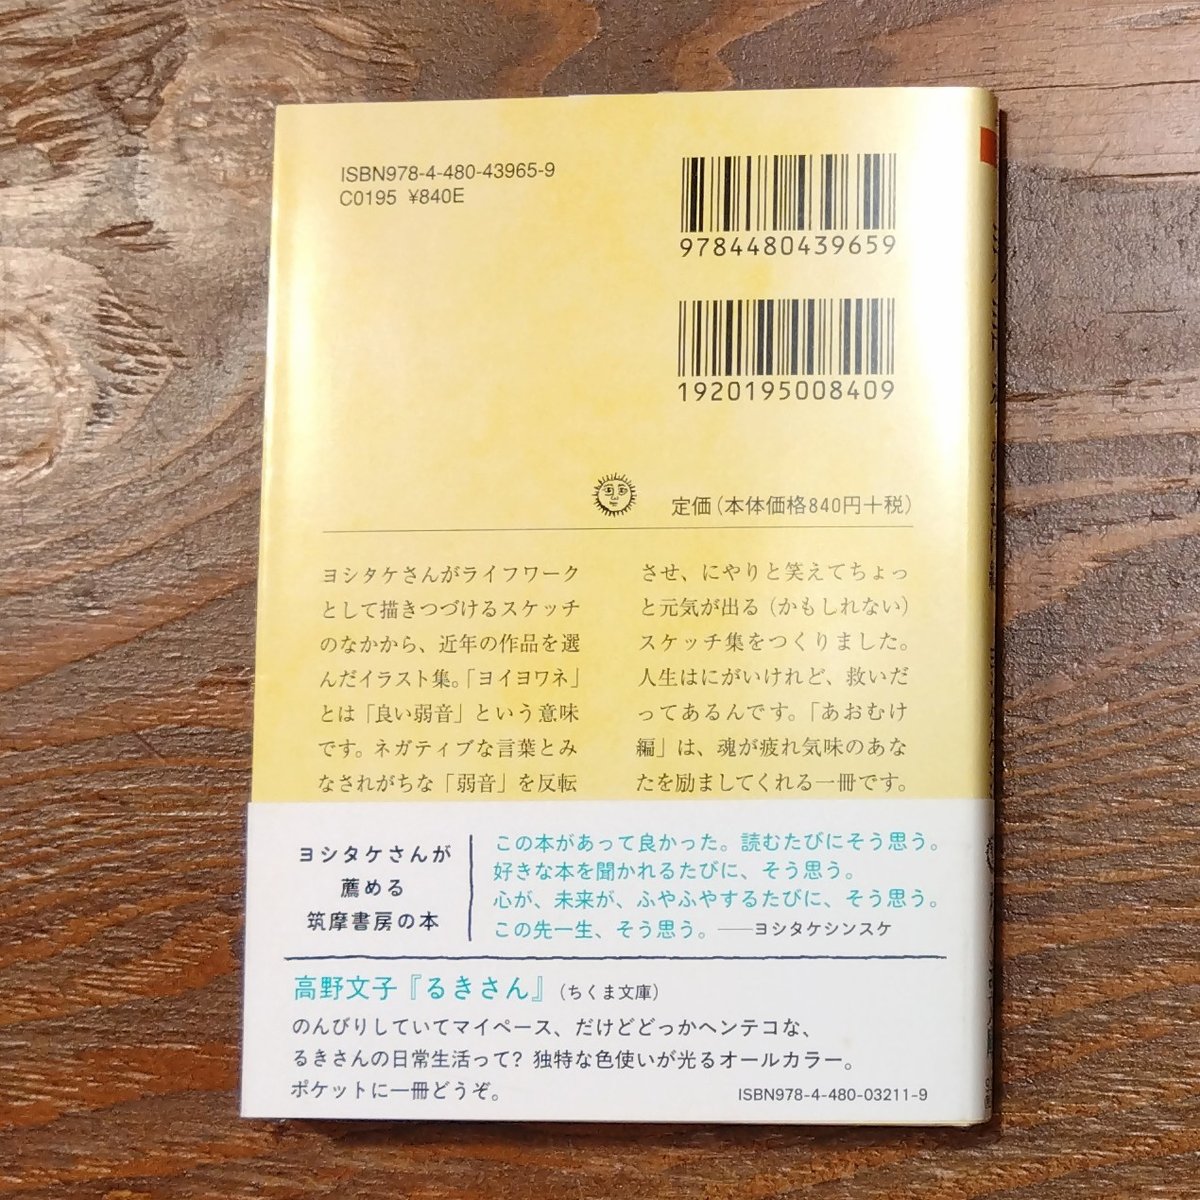 ISBN978-4-480-43965-9
C0195 ¥840E
9784480439659
1920195008409
定価(本体価格840円+税)
ヨシタケさんがライフワーク
として描きつづけるスケッチ
のなかから、近年の作品を選
んだイラスト集。「ヨイヨワネ」
とは「良い弱音」という意味
です。ネガティブな言葉とみ
なされがちな「弱音」を反転
させ、にやりと笑えてちょっ
と元気が出る(かもしれない)
スケッチ集をつくりました。
人生はにがいけれど、救いだ
ってあるんです。「あおむけ
編」は、魂が疲れ気味のあな
たを励ましてくれる一冊です。
ヨシタケさんが
薦める
筑摩書房の本
この本があって良かった。読むたびにそう思う。
好きな本を聞かれるたびに、そう思う。
心が、未来が、ふやふやするたびに、そう思う。
この先一生、そう思う。——ヨシタケシンスケ
高野文子『るきさん』(ちくま文庫)
のんびりしていてマイペース、だけどどっかヘンテコな、
るきさんの日常生活って? 独特な色使いが光るオールカラー。
ポケットに一冊どうぞ。
ISBN978-4-480-03211-9